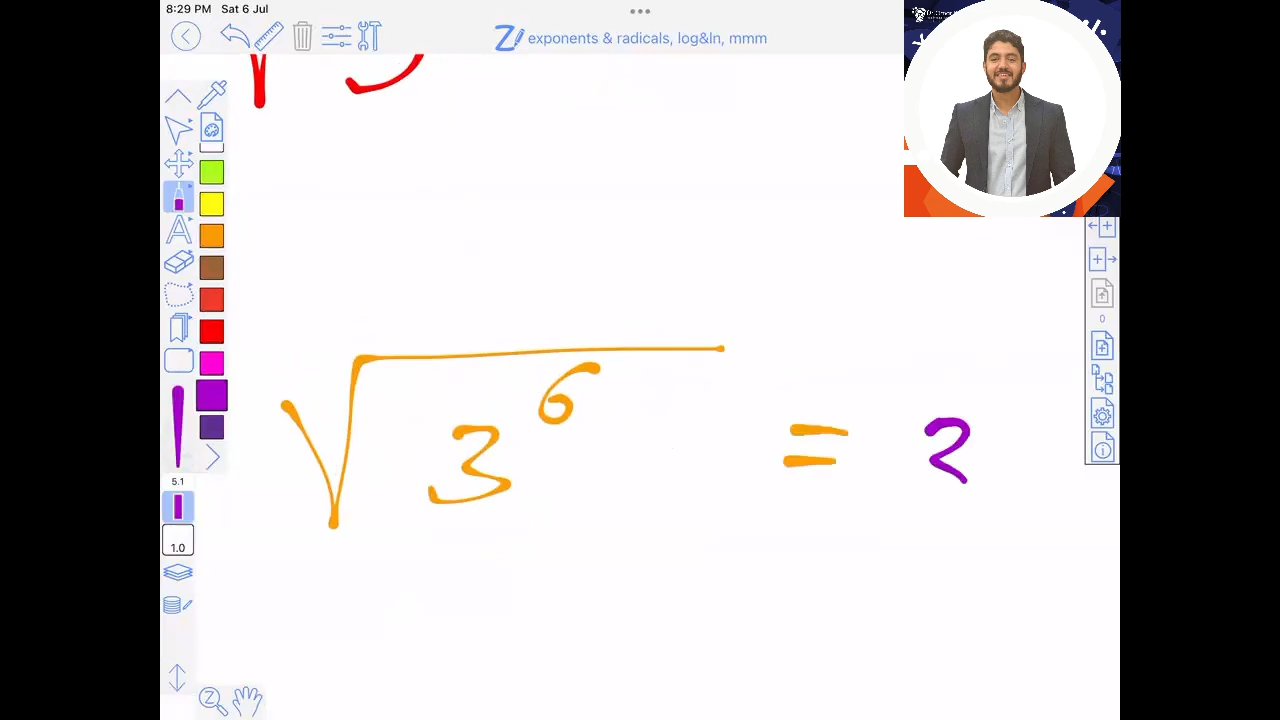 8:29 PM Sat 6 Jul
exponents & radicals, log&ln, mmm
√3⁶ = 2
5.1
1.0
0